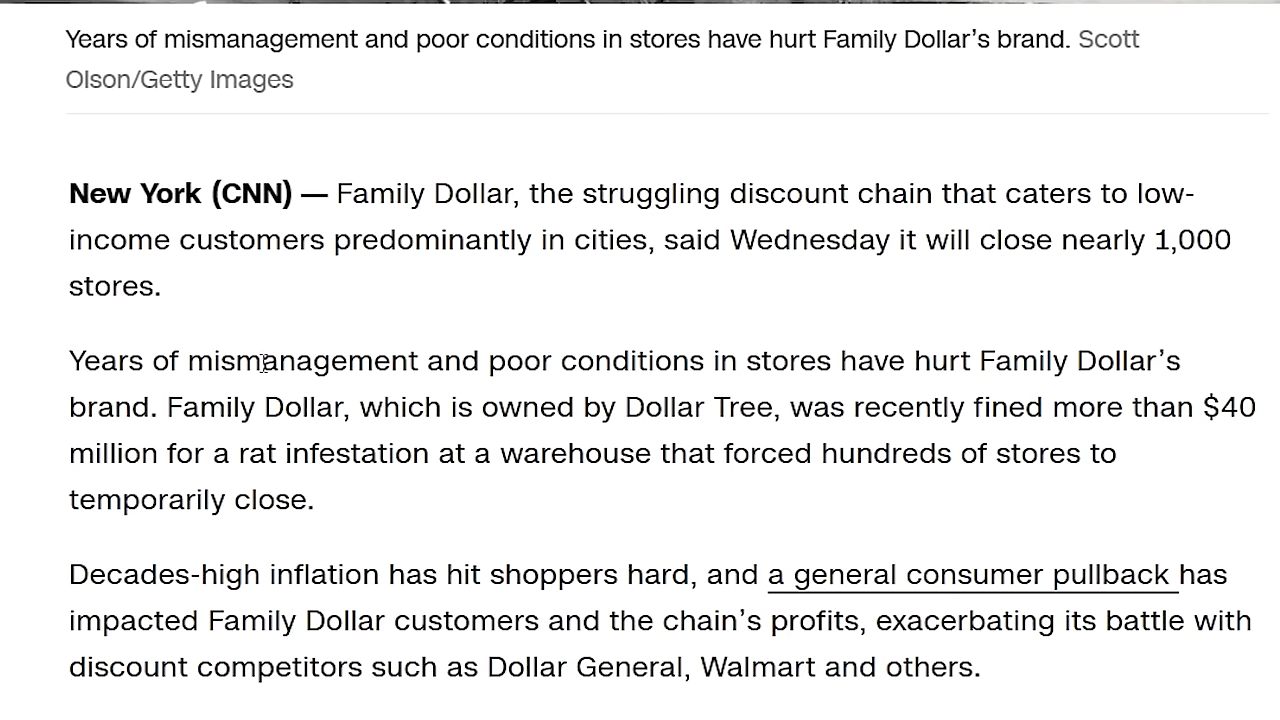 Years of mismanagement and poor conditions in stores have hurt Family Dollar’s brand. Scott
Olson/Getty Images
New York (CNN) — Family Dollar, the struggling discount chain that caters to low-
income customers predominantly in cities, said Wednesday it will close nearly 1,000
stores.
Years of mismanagement and poor conditions in stores have hurt Family Dollar’s
brand. Family Dollar, which is owned by Dollar Tree, was recently fined more than $40
million for a rat infestation at a warehouse that forced hundreds of stores to
temporarily close.
Decades-high inflation has hit shoppers hard, and a general consumer pullback has
impacted Family Dollar customers and the chain’s profits, exacerbating its battle with
discount competitors such as Dollar General, Walmart and others.